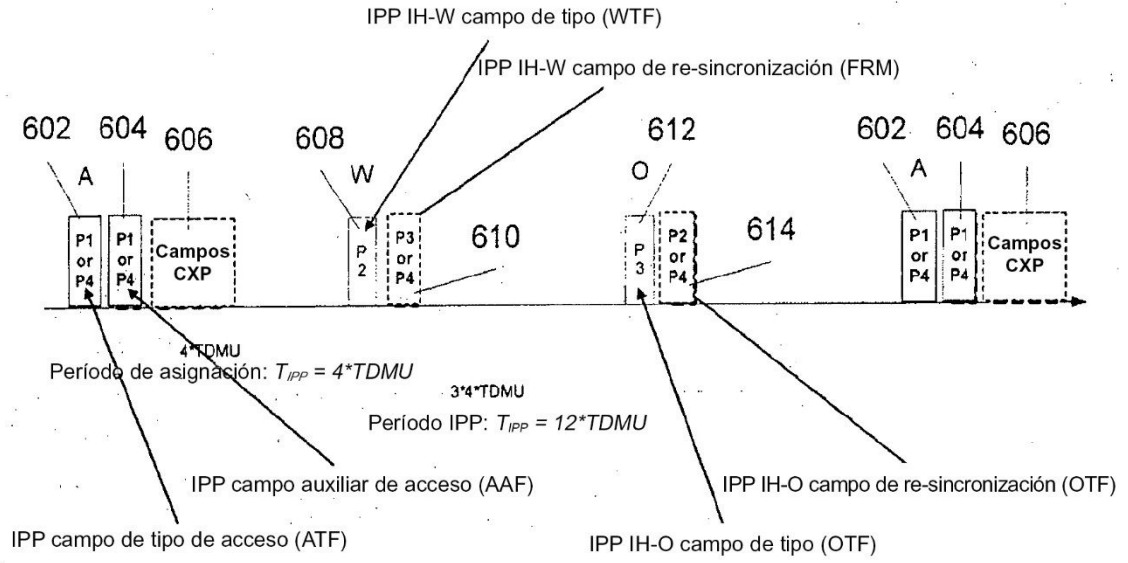 IPP IH-W campo de tipo (WTF)
IPP IH-W campo de re-sincronización (FRM)
602 604 606 608 612 602 604 606
A W O A
P1 or P4
P1 or P4
Campos CXP
P2
P3 or P4
610
P3
P2 or P4
614
P1 or P4
P1 or P4
Campos CXP
4*TDMU
Período de asignación: TIPP = 4*TDMU
3*4*TDMU
Período IPP: TIPP = 12*TDMU
IPP campo auxiliar de acceso (AAF)
IPP IH-O campo de re-sincronización (OTF)
IPP campo de tipo de acceso (ATF)
IPP IH-O campo de tipo (OTF)